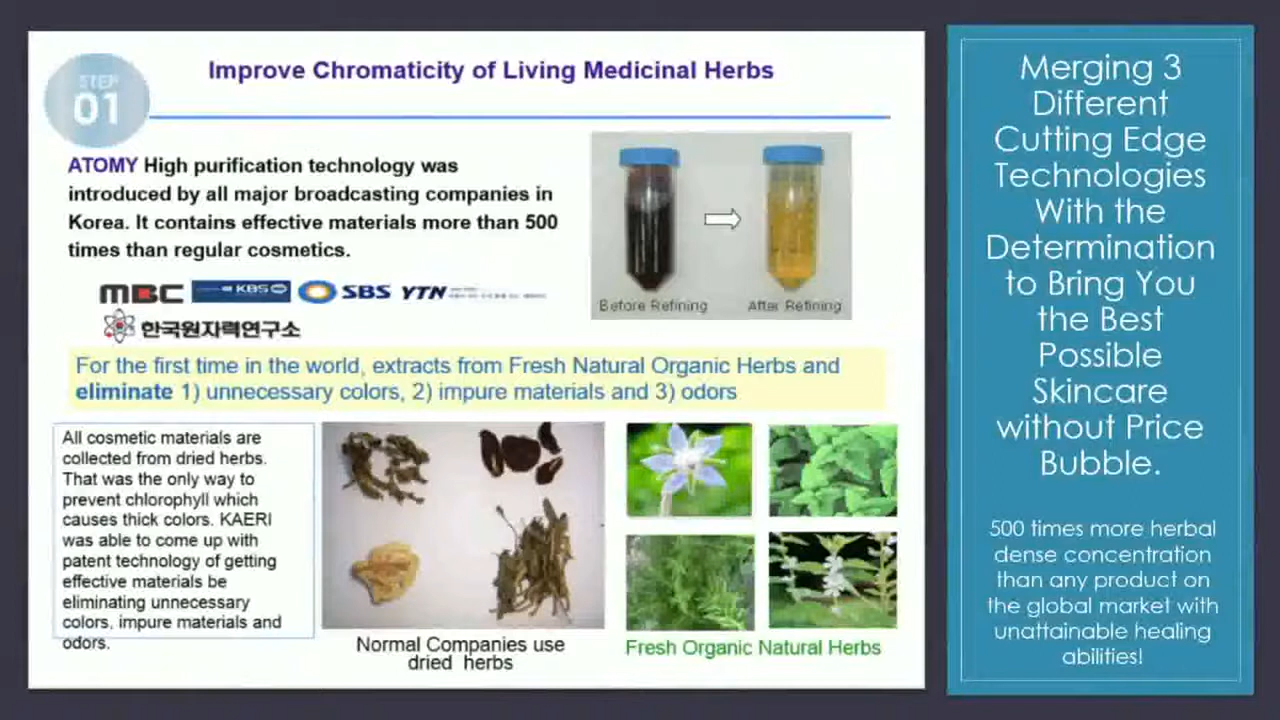 STEP
01
Improve Chromaticity of Living Medicinal Herbs
ATOMY High purification technology was
introduced by all major broadcasting companies in
Korea. It contains effective materials more than 500
times than regular cosmetics.
Before Refining
After Refining
MBC KBS SBS YTN
한국원자력연구소
For the first time in the world, extracts from Fresh Natural Organic Herbs and
eliminate 1) unnecessary colors, 2) impure materials and 3) odors
All cosmetic materials are
collected from dried herbs.
That was the only way to
prevent chlorophyll which
causes thick colors. KAERI
was able to come up with
patent technology of getting
effective materials be
eliminating unnecessary
colors, impure materials and
odors.
Normal Companies use
dried herbs
Fresh Organic Natural Herbs
Merging 3
Different
Cutting Edge
Technologies
With the
Determination
to Bring You
the Best
Possible
Skincare
without Price
Bubble.
500 times more herbal
dense concentration
than any product on
the global market with
unattainable healing
abilities!